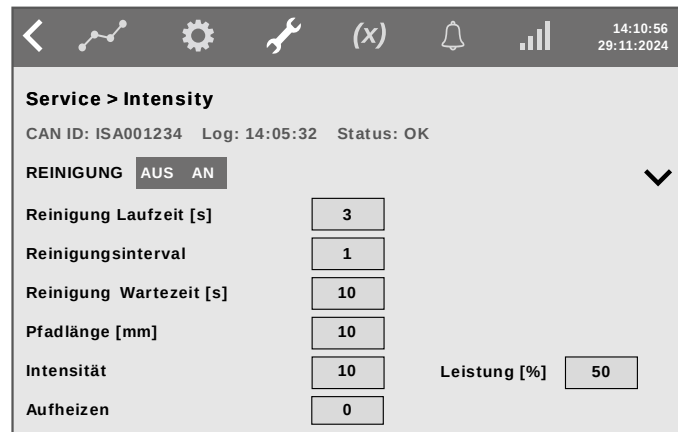 (x) 14:10:56
29:11:2024
Service > Intensity
CAN ID: ISA001234 Log: 14:05:32 Status: OK
REINIGUNG AUS AN
Reinigung Laufzeit [s] 3
Reinigungsinterval 1
Reinigung Wartezeit [s] 10
Pfadlänge [mm] 10
Intensität 10 Leistung [%] 50
Aufheizen 0